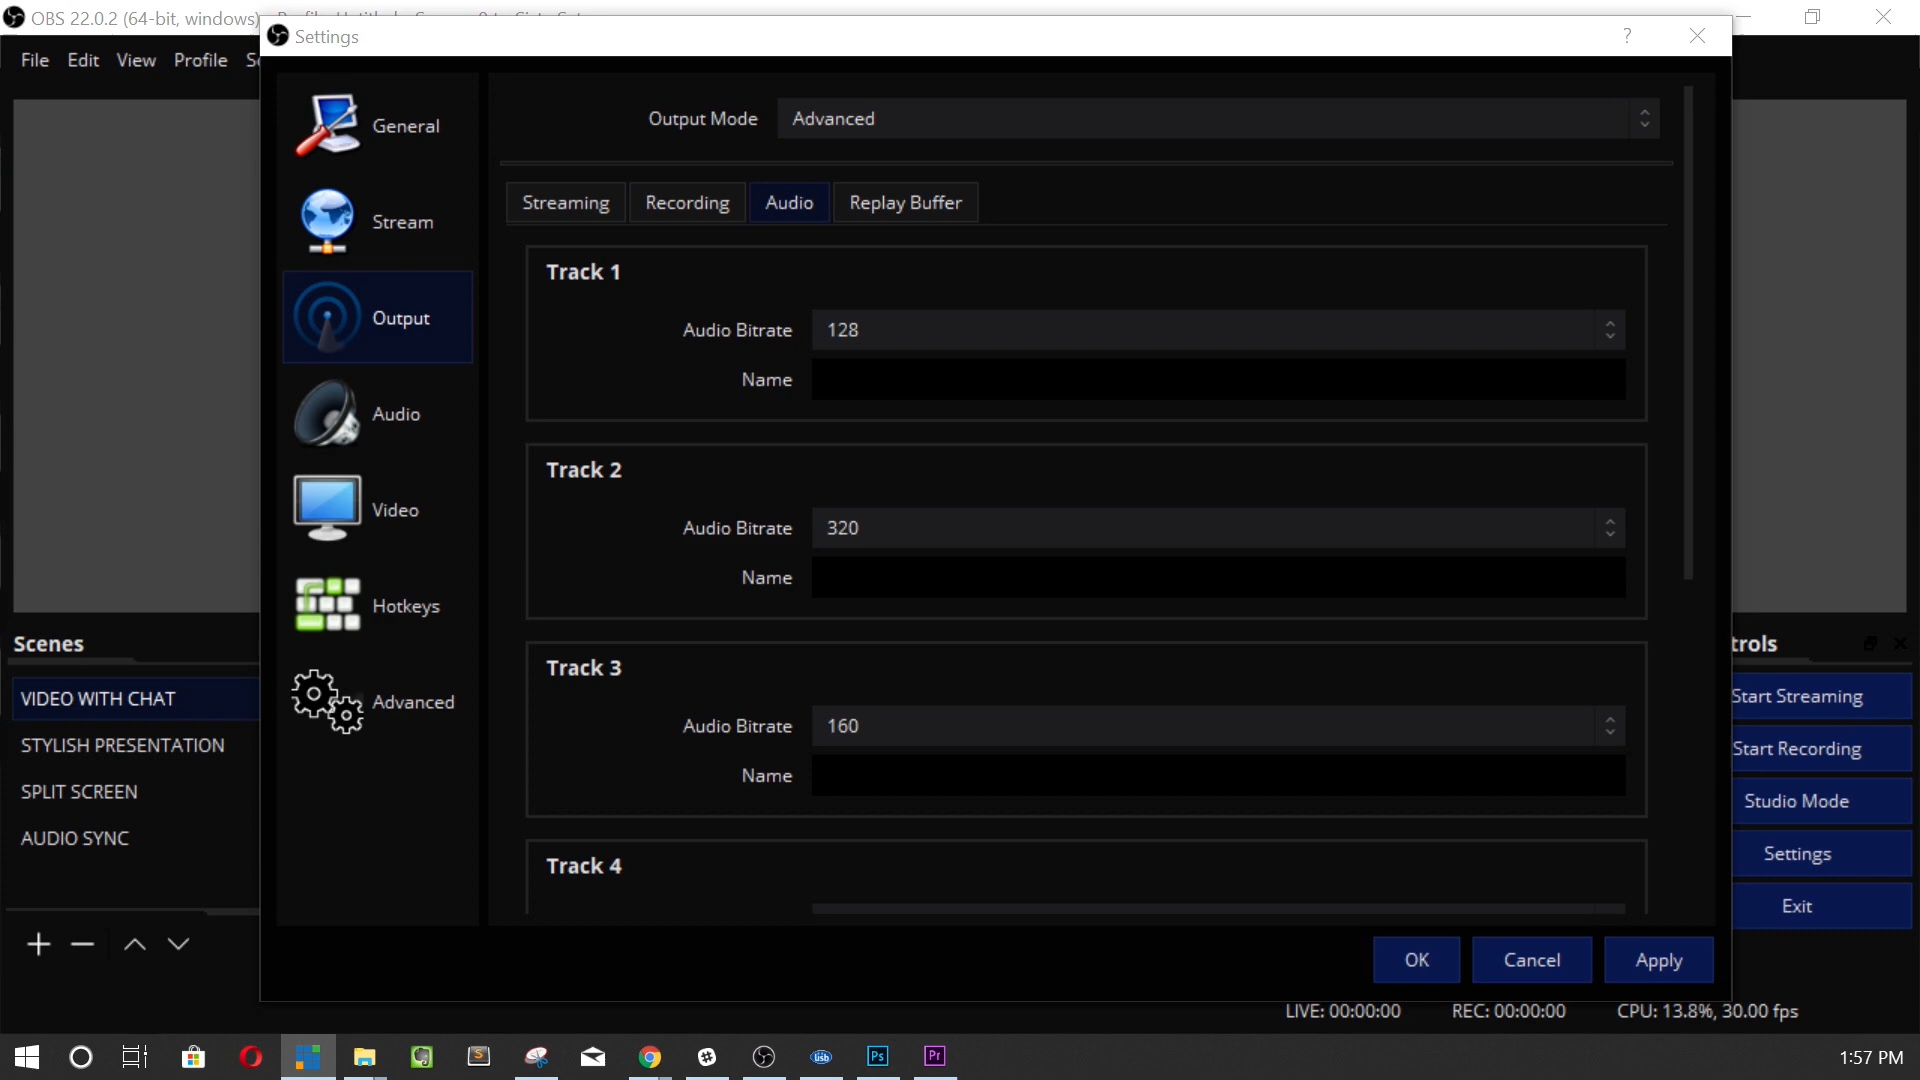 OBS 22.0.2 (64-bit, windows)
Settings
?
File Edit View Profile
General
Stream
Output
Audio
Video
Hotkeys
Advanced
Output Mode Advanced
Streaming Recording Audio Replay Buffer
Track 1
Audio Bitrate 128
Name
Track 2
Audio Bitrate 320
Name
Track 3
Audio Bitrate 160
Name
Track 4
OK Cancel Apply
Scenes
VIDEO WITH CHAT
STYLISH PRESENTATION
SPLIT SCREEN
AUDIO SYNC
trols
Start Streaming
Start Recording
Studio Mode
Settings
Exit
LIVE: 00:00:00 REC: 00:00:00 CPU: 13.8%, 30.00 fps
S usb Ps Pr 1:57 PM